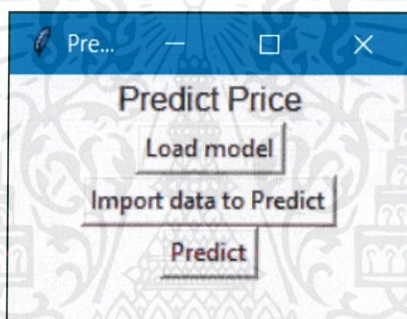 Pre...
Predict Price
Load model
Import data to Predict
Predict